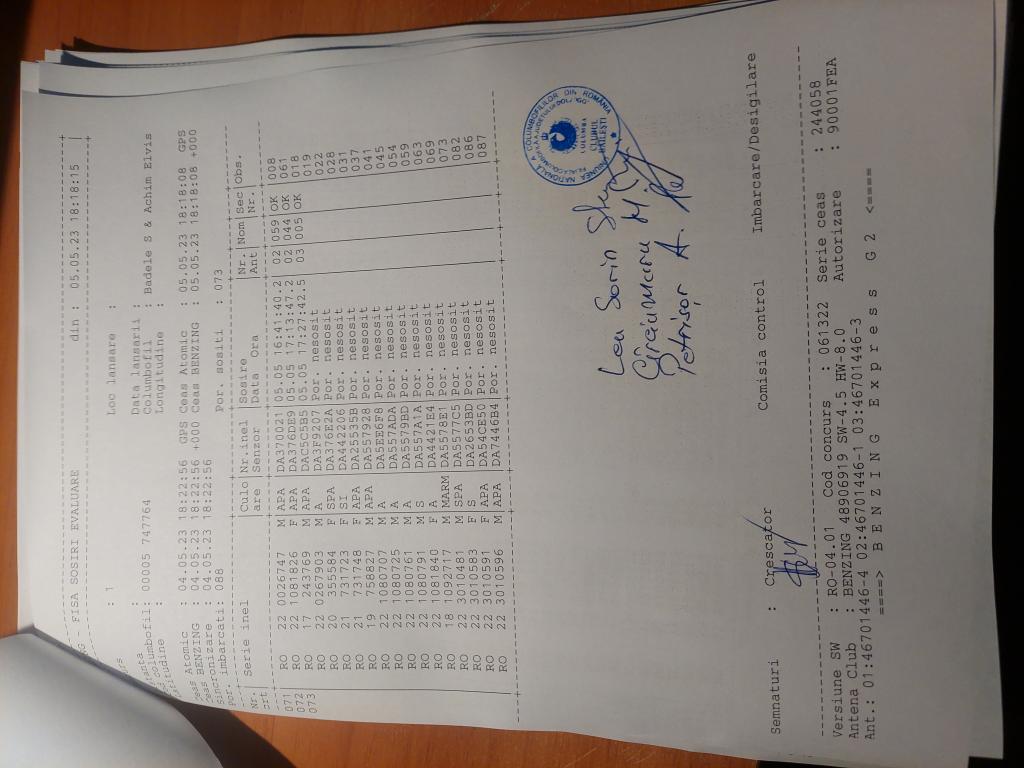 - FISA SOSIRI EVALUARE din : 05.05.23 18:18:15 |
: 1 Loc lansare :
Data lansarii :
columbofil: 00005 747764 Columbofil : Badele S & Achim Elvis
Longitudine :
Atomic : 04.05.23 18:22:56 GPS Ceas Atomic : 05.05.23 18:18:08 GPS
BENZING : 04.05.23 18:22:56 +000 Ceas BENZING : 05.05.23 18:18:08 +000
sincronizare : 04.05.23 18:22:56
Por. imbarcati: 088 Por. sositi : 073
Nr. | Serie inel |Culo|Nr.inel|Sosire |Nr. |Nom|Sec|Obs.
crt | |are |Senzor |Data Ora |Ant | |Nr.|
071| RO 22 0026747 M|APA |DA370D21|05.05 16:41:40.2| 02|059|OK |008
072| RO 22 1081826 F|APA |DA376DE9|05.05 17:13:47.2| 02|044|OK |061
073| RO 17 243769 M|APA |DAC5C5B5|05.05 17:27:42.5| 03|005|OK |018
RO 22 0267903 M|A |DA3F9207|Por. nesosit |019
RO 20 355584 F|SPA |DA376E2A|Por. nesosit |022
RO 21 731723 F|SI |DA442206|Por. nesosit |028
RO 21 731748 F|APA |DA2553BB|Por. nesosit |031
RO 19 758827 M|APA |DA557928|Por. nesosit |037
RO 22 1080707 M|A |DA5EE6F8|Por. nesosit |041
RO 22 1080725 M|A |DA557ADA|Por. nesosit |045
RO 22 1080761 M|A |DA5579BD|Por. nesosit |054
RO 22 1080791 M|S |DA557A1A|Por. nesosit |059
RO 22 1081840 F|A |DA4421E4|Por. nesosit |063
RO 18 1092717 M|MARM|DA5578E1|Por. nesosit |069
RO 22 3010481 M|SPA |DA5577C5|Por. nesosit |073
RO 22 3010583 F|S |DA2653BD|Por. nesosit |082
RO 22 3010591 F|APA |DA54CE50|Por. nesosit |086
RO 22 3010596 M|APA |DA7446B4|Por. nesosit |087
COLUMBA
CLUBUL
Leu Sorin
M.
Petrisor A.
Semnaturi : Crescator Comisia control Imbarcare/Desigilare
Versiune SW : RO-04.01 Cod concurs : 061322 Serie ceas : 244058
Antena Club : BENZING 48906919 SW-4.5 HW-8.0 Autorizare : 90001FEA
Ant.: 01:46701446-4 02:46701446-1 03:46701446-3
====> B E N Z I N G E x p r e s s G 2 <====